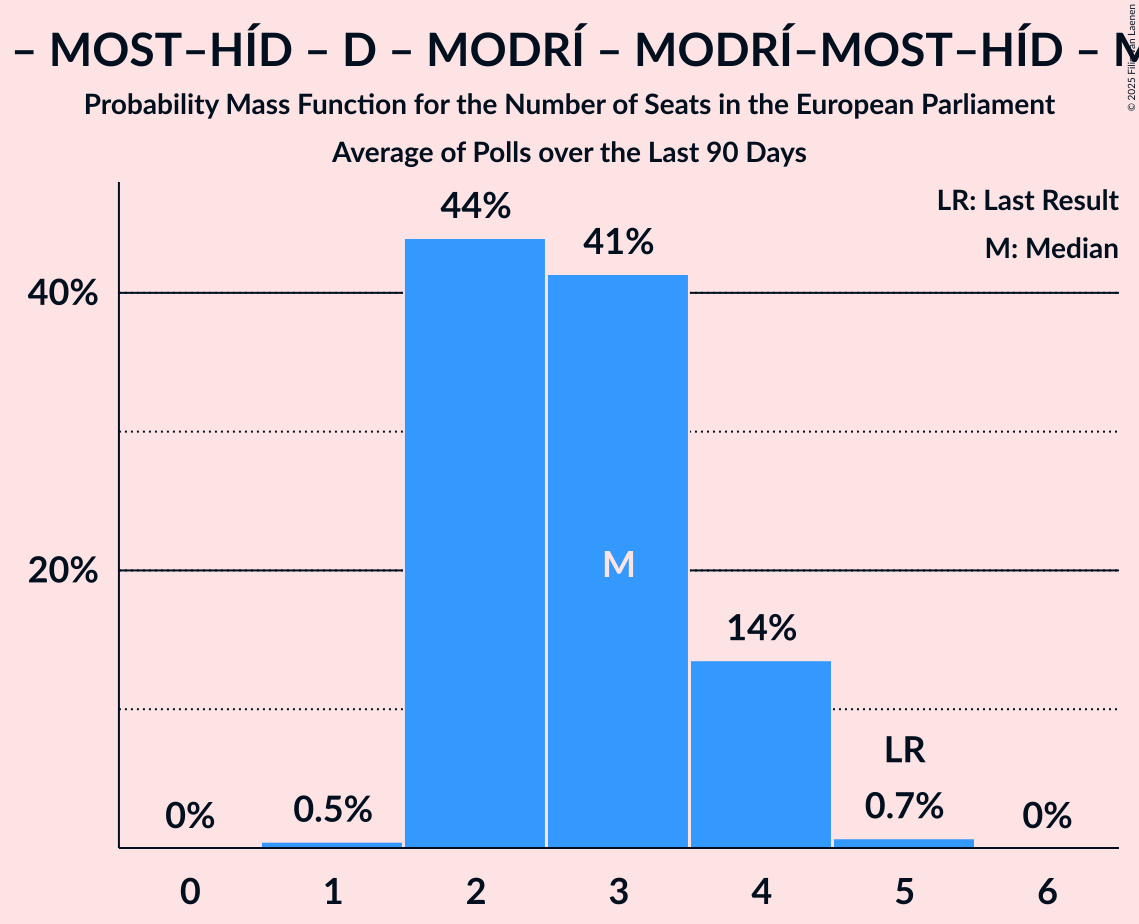 – MOST–HÍD – D – MODRÍ – MODRÍ–MOST–HÍD –
Probability Mass Function for the Number of Seats in the European Parliament
Average of Polls over the Last 90 Days
© 2025 Filip van Laenen
LR: Last Result
M: Median
44%
41%
40%
M
20%
14%
LR
0%
0.5%
0.7%
0%
0
1
2
3
4
5
6